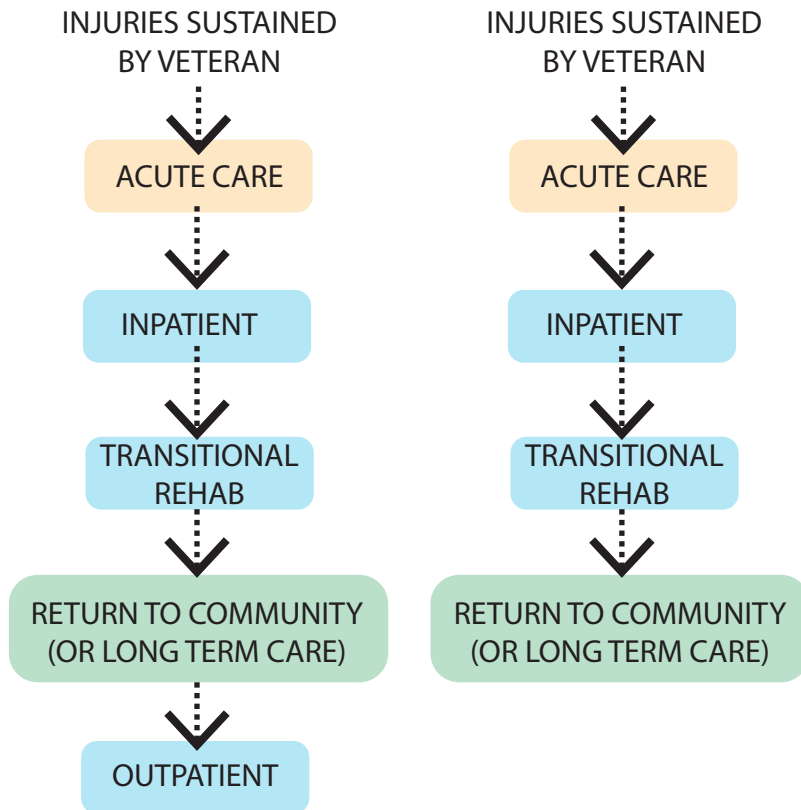 INJURIES SUSTAINED
BY VETERAN
ACUTE CARE
INPATIENT
TRANSITIONAL
REHAB
RETURN TO COMMUNITY
(OR LONG TERM CARE)
OUTPATIENT
INJURIES SUSTAINED
BY VETERAN
ACUTE CARE
INPATIENT
TRANSITIONAL
REHAB
RETURN TO COMMUNITY
(OR LONG TERM CARE)